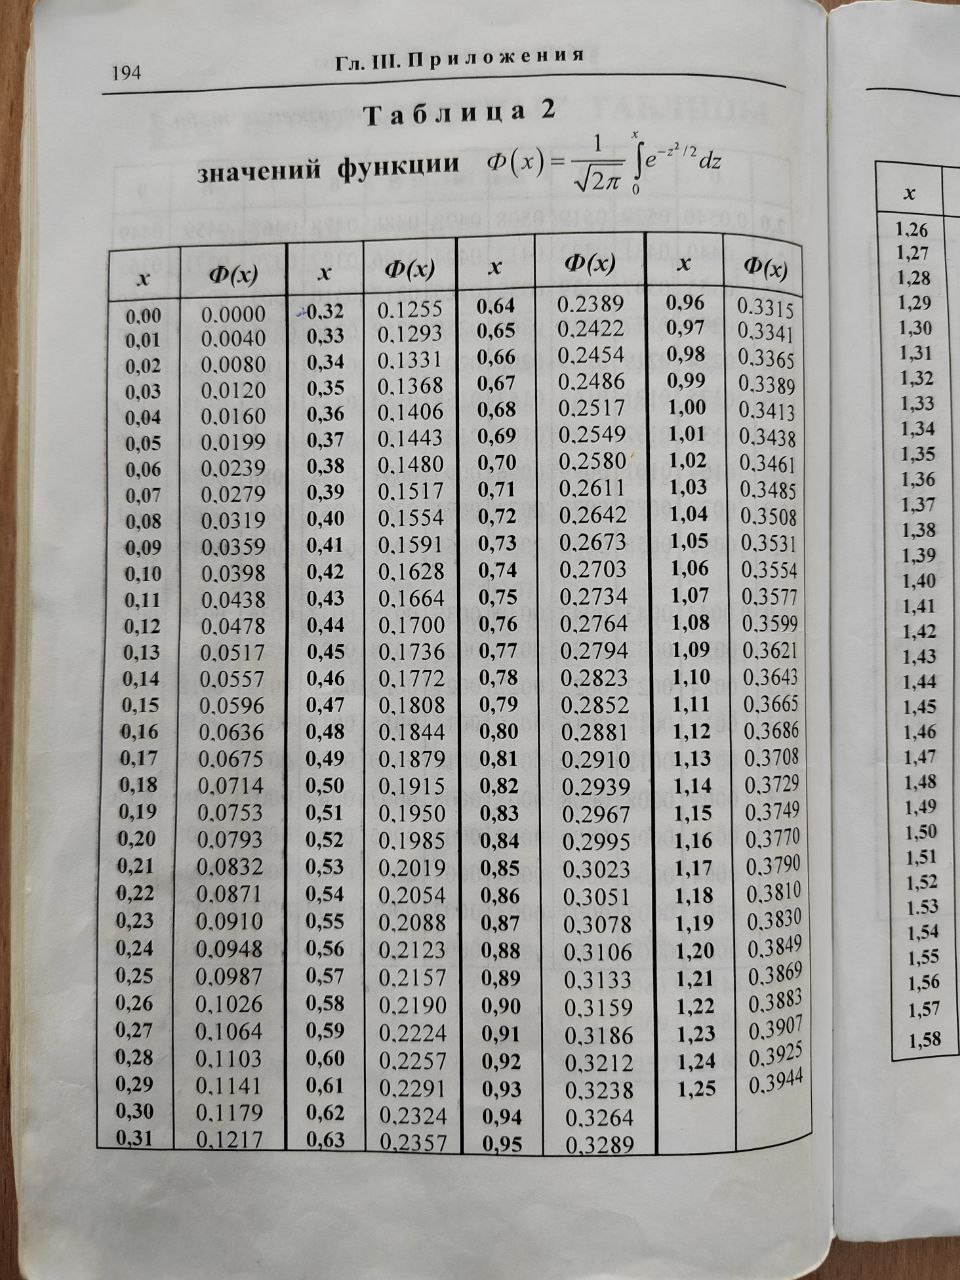 194
Гл. III. Приложения
Таблица 2
значений функции Ф(x) = 1/√2π ∫₀ˣ e^(−z²/2) dz
x Ф(x) x Ф(x) x Ф(x) x Ф(x)
0,00 0.0000 0,32 0.1255 0,64 0.2389 0,96 0.3315
0,01 0.0040 0,33 0.1293 0,65 0.2422 0,97 0.3341
0,02 0.0080 0,34 0.1331 0,66 0.2454 0,98 0.3365
0,03 0.0120 0,35 0.1368 0,67 0.2486 0,99 0.3389
0,04 0.0160 0,36 0.1406 0,68 0.2517 1,00 0.3413
0,05 0.0199 0,37 0.1443 0,69 0.2549 1,01 0.3438
0,06 0.0239 0,38 0.1480 0,70 0.2580 1,02 0.3461
0,07 0.0279 0,39 0.1517 0,71 0.2611 1,03 0.3485
0,08 0.0319 0,40 0.1554 0,72 0.2642 1,04 0.3508
0,09 0.0359 0,41 0.1591 0,73 0.2673 1,05 0.3531
0,10 0.0398 0,42 0.1628 0,74 0.2703 1,06 0.3554
0,11 0.0438 0,43 0.1664 0,75 0.2734 1,07 0.3577
0,12 0.0478 0,44 0.1700 0,76 0.2764 1,08 0.3599
0,13 0.0517 0,45 0.1736 0,77 0.2794 1,09 0.3621
0,14 0.0557 0,46 0.1772 0,78 0.2823 1,10 0.3643
0,15 0.0596 0,47 0.1808 0,79 0.2852 1,11 0.3665
0,16 0.0636 0,48 0.1844 0,80 0.2881 1,12 0.3686
0,17 0.0675 0,49 0.1879 0,81 0.2910 1,13 0.3708
0,18 0.0714 0,50 0.1915 0,82 0.2939 1,14 0.3729
0,19 0.0753 0,51 0.1950 0,83 0.2967 1,15 0.3749
0,20 0.0793 0,52 0.1985 0,84 0.2995 1,16 0.3770
0,21 0.0832 0,53 0.2019 0,85 0.3023 1,17 0.3790
0,22 0.0871 0,54 0.2054 0,86 0.3051 1,18 0.3810
0,23 0.0910 0,55 0.2088 0,87 0.3078 1,19 0.3830
0,24 0.0948 0,56 0.2123 0,88 0.3106 1,20 0.3849
0,25 0.0987 0,57 0.2157 0,89 0.3133 1,21 0.3869
0,26 0.1026 0,58 0.2190 0,90 0.3159 1,22 0.3883
0,27 0.1064 0,59 0.2224 0,91 0.3186 1,23 0.3907
0,28 0.1103 0,60 0.2257 0,92 0.3212 1,24 0.3925
0,29 0.1141 0,61 0.2291 0,93 0.3238 1,25 0.3944
0,30 0.1179 0,62 0.2324 0,94 0.3264
0,31 0.1217 0,63 0.2357 0,95 0.3289
x
1,26
1,27
1,28
1,29
1,30
1,31
1,32
1,33
1,34
1,35
1,36
1,37
1,38
1,39
1,40
1,41
1,42
1,43
1,44
1,45
1,46
1,47
1,48
1,49
1,50
1,51
1,52
1.53
1,54
1,55
1,56
1,57
1,58